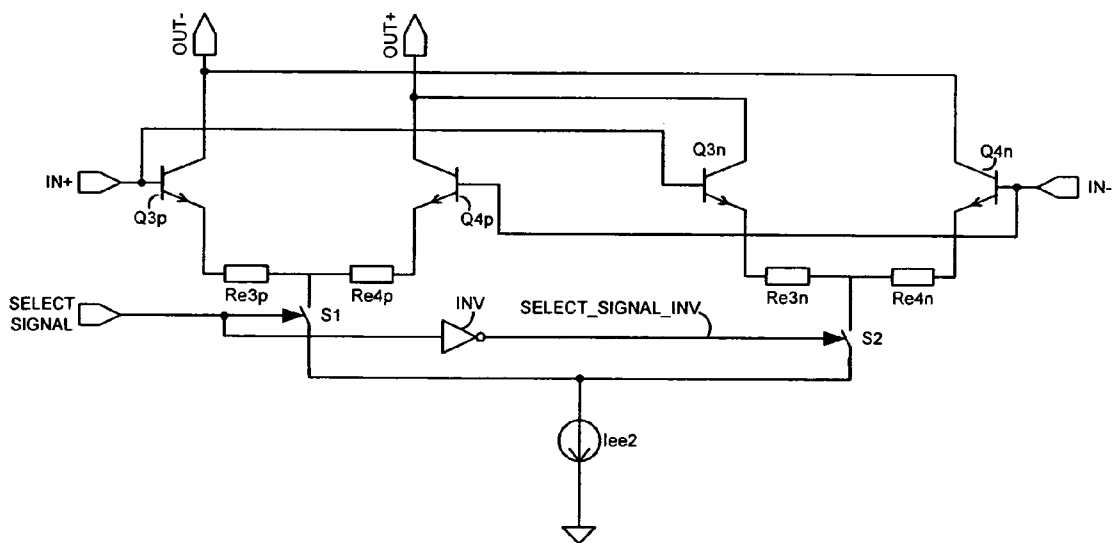 OUT-
OUT+
Q3n
Q4n
IN+
IN-
Q3p
Q4p
Re3p
Re4p
Re3n
Re4n
SELECT
SIGNAL
S1
INV
SELECT_SIGNAL_INV
S2
Iee2